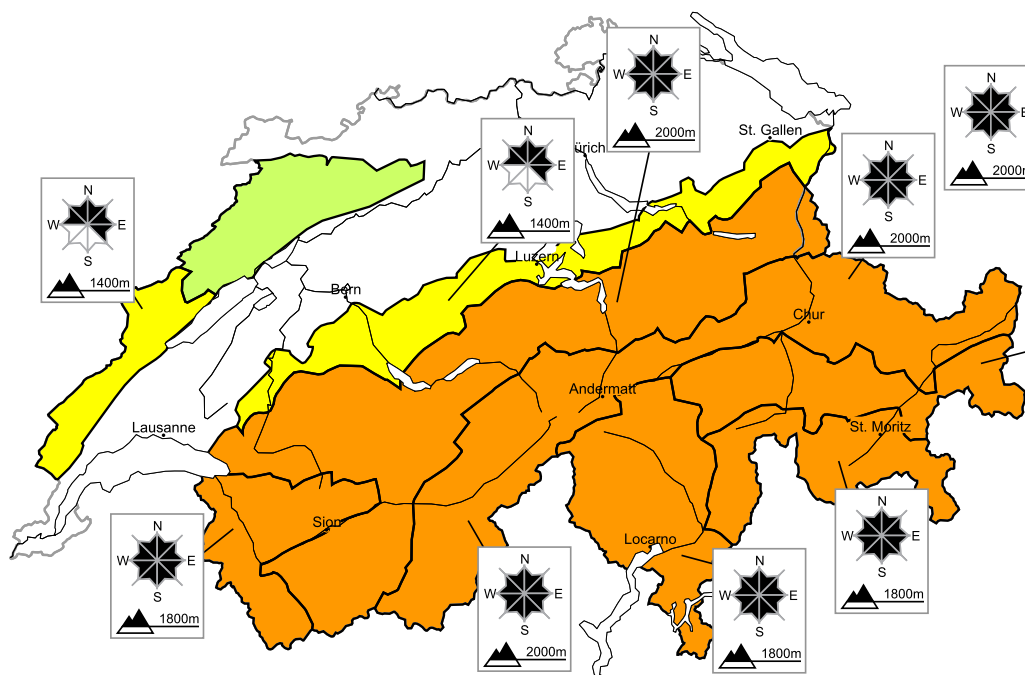 N
W E
S
2000m
N
W
S
2000m
N
W E
S
1400m
ürich
St. Gallen
N
W E
S
2000m
N
W E
S
1400m
Luzern
Bern
Chur
Andermatt
Lausanne
St. Moritz
Sion
Locarno
N
W E
S
1800m
N
W E
S
2000m
N
W E
S
1800m
N
W E
S
1800m